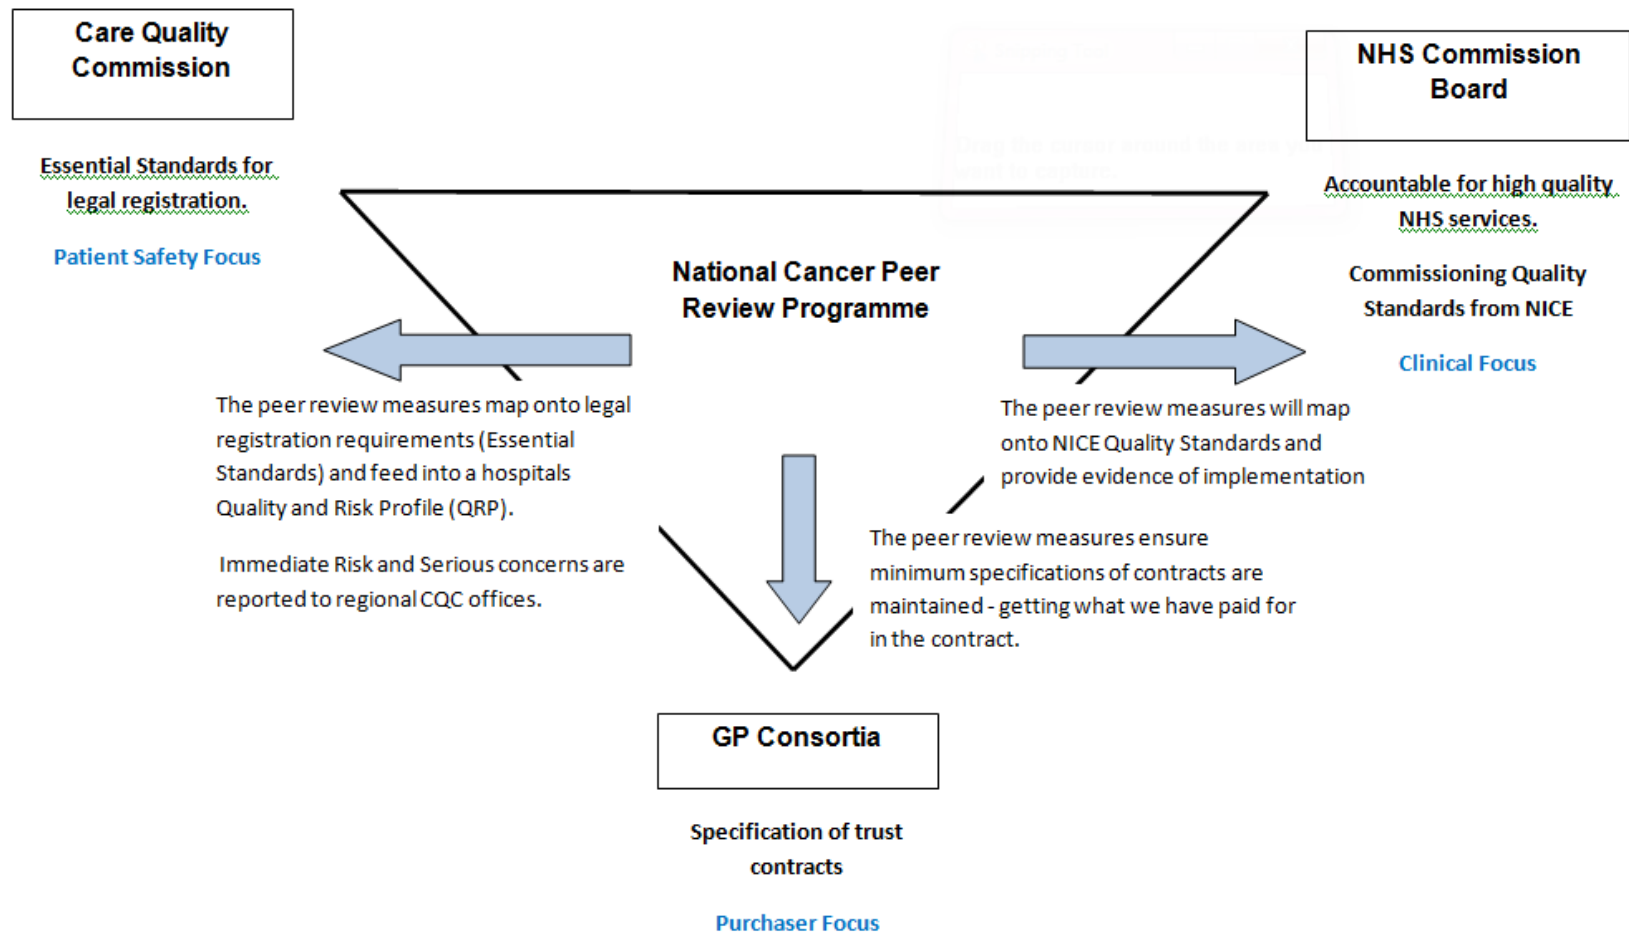 Care Quality
Commission
Essential Standards for
legal registration.
Patient Safety Focus
NHS Commission
Board
Accountable for high quality
NHS services.
Commissioning Quality
Standards from NICE
Clinical Focus
National Cancer Peer
Review Programme
The peer review measures map onto legal
registration requirements (Essential
Standards) and feed into a hospitals
Quality and Risk Profile (QRP).
Immediate Risk and Serious concerns are
reported to regional CQC offices.
The peer review measures will map
onto NICE Quality Standards and
provide evidence of implementation
The peer review measures ensure
minimum specifications of contracts are
maintained - getting what we have paid for
in the contract.
GP Consortia
Specification of trust
contracts
Purchaser Focus